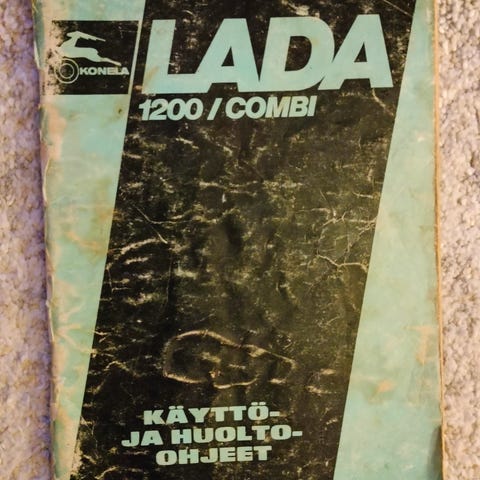 KONELA
LADA
1200 / COMBI
KÄYTTÖ-
JA HUOLTO-
OHJEET